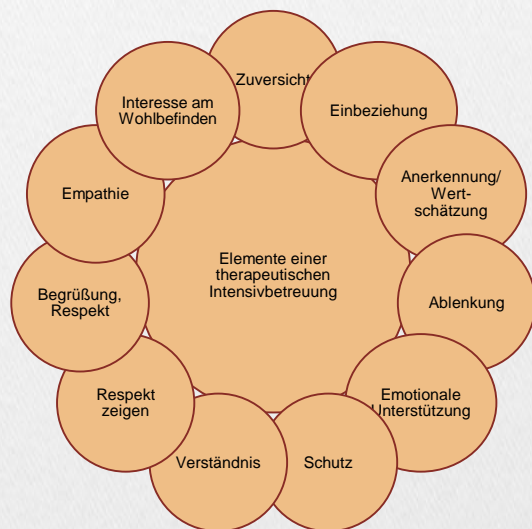 Zuversicht
Einbeziehung
Anerkennung/
Wert-
schätzung
Ablenkung
Emotionale
Unterstützung
Schutz
Verständnis
Respekt
zeigen
Begrüßung,
Respekt
Empathie
Interesse am
Wohlbefinden
Elemente einer
therapeutischen
Intensivbetreuung